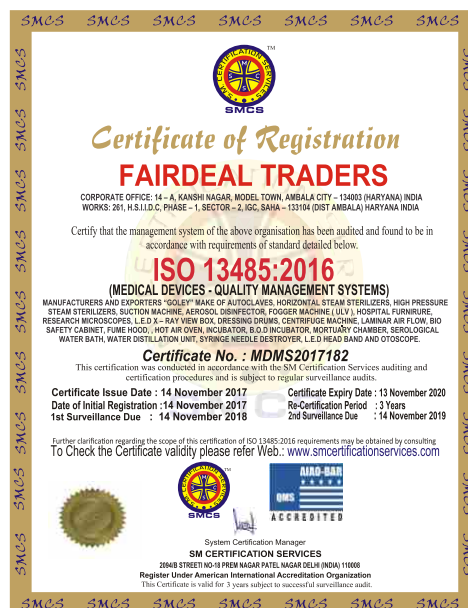 SMCS SMCS SMCS SMCS SMCS SMCS SMCS
S.M CERTIFICATION SERVICES
TM
SMCS
Certificate of Registration
FAIRDEAL TRADERS
CORPORATE OFFICE: 14 – A, KANSHI NAGAR, MODEL TOWN, AMBALA CITY – 134003 (HARYANA) INDIA
WORKS: 261, H.S.I.I.D.C, PHASE – 1, SECTOR – 2, IGC, SAHA – 133104 (DIST AMBALA) HARYANA INDIA
Certify that the management system of the above organisation has been audited and found to be in
accordance with requirements of standard detailed below.
ISO 13485:2016
(MEDICAL DEVICES - QUALITY MANAGEMENT SYSTEMS)
MANUFACTURERS AND EXPORTERS “GOLEY” MAKE OF AUTOCLAVES, HORIZONTAL STEAM STERILIZERS, HIGH PRESSURE
STEAM STERILIZERS, SUCTION MACHINE, AEROSOL DISINFECTOR, FOGGER MACHINE ( ULV ), HOSPITAL FURNIRURE,
RESEARCH MICROSCOPES, L.E.D X – RAY VIEW BOX, DRESSING DRUMS, CENTRIFUGE MACHINE, LAMINAR AIR FLOW, BIO
SAFETY CABINET, FUME HOOD, , HOT AIR OVEN, INCUBATOR, B.O.D INCUBATOR, MORTUARY CHAMBER, SEROLOGICAL
WATER BATH, WATER DISTILLATION UNIT, SYRINGE NEEDLE DESTROYER, L.E.D HEAD BAND AND OTOSCOPE.
Certificate No. : MDMS2017182
This certification was conducted in accordance with the SM Certification Services auditing and
certification procedures and is subject to regular surveillance audits.
Certificate Issue Date : 14 November 2017 Certificate Expiry Date : 13 November 2020
Date of Initial Registration :14 November 2017 Re-Certification Period : 3 Years
1st Surveillance Due : 14 November 2018 2nd Surveillance Due : 14 November 2019
Further clarification regarding the scope of this certification of ISO 13485:2016 requirements may be obtained by consulting
To Check the Certificate validity please refer Web.: www.smcertificationservices.com
S.M CERTIFICATION SERVICES
TM
SMCS
AIAO-BAR
QMS
ACCREDITED
System Certification Manager
SM CERTIFICATION SERVICES
2094/B STREETI NO-18 PREM NAGAR PATEL NAGAR DELHI (INDIA) 110008
Register Under American International Accreditation Organization
This Certificate is valid for 3 years subject to successful surveillance audit.
SMCS SMCS SMCS SMCS SMCS SMCS SMCS